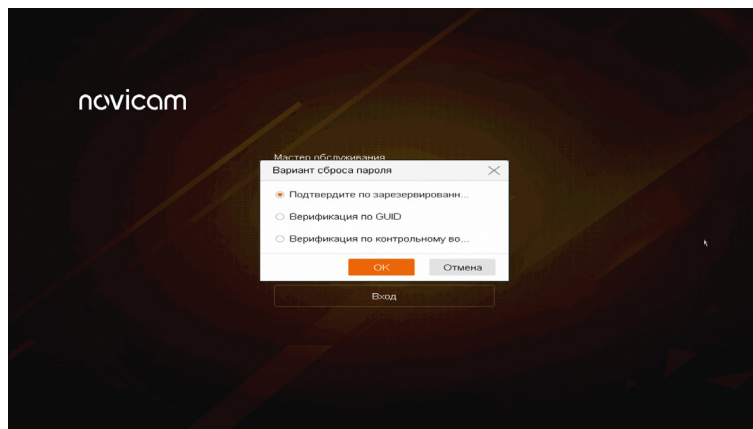 novicam
Мастер обслуживания
Вариант сброса пароля
Подтвердите по зарезервированн...
Верификация по GUID
Верификация по контрольному во...
OK Отмена
Вход